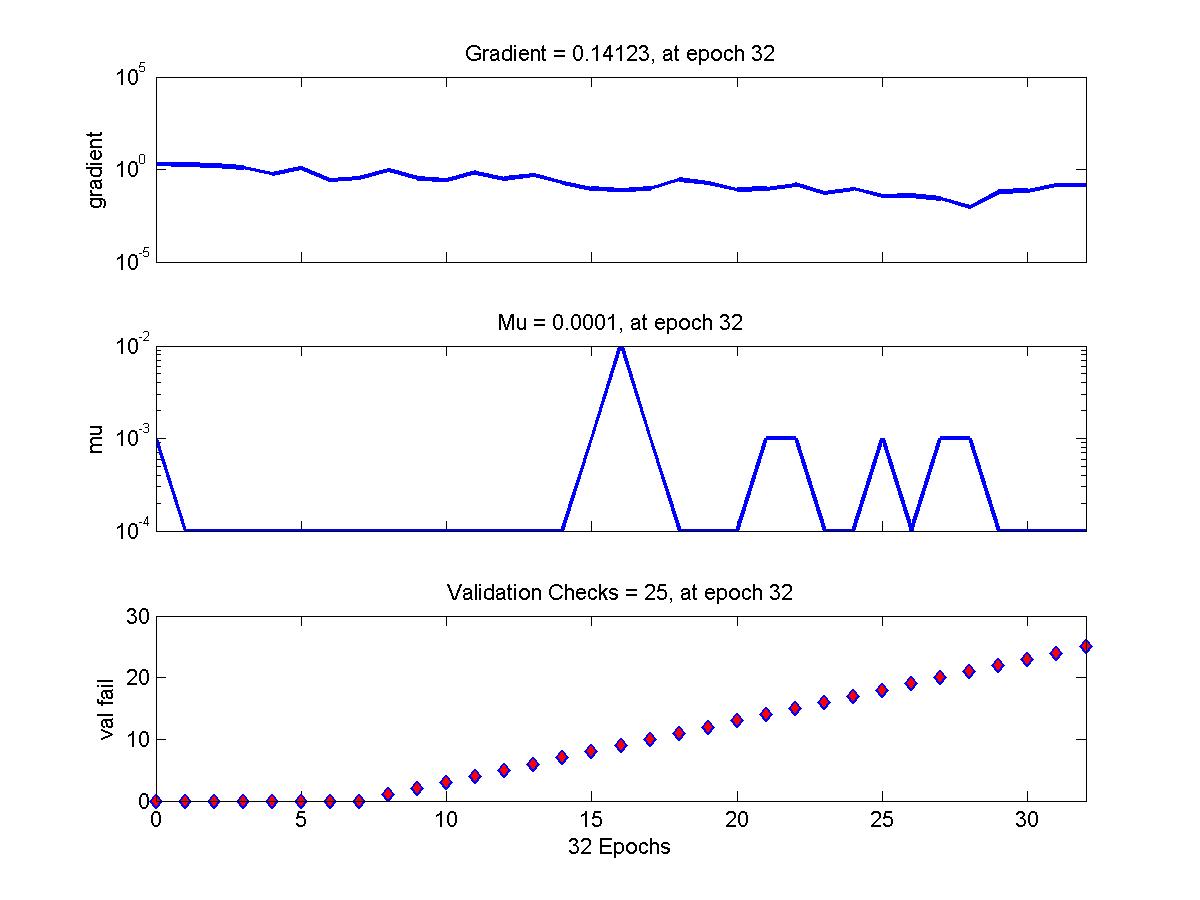 Gradient = 0.14123, at epoch 32
10^5
10^0
10^-5
gradient
Mu = 0.0001, at epoch 32
10^-2
10^-3
10^-4
mu
Validation Checks = 25, at epoch 32
30
20
10
0
val fail
0 5 10 15 20 25 30
32 Epochs